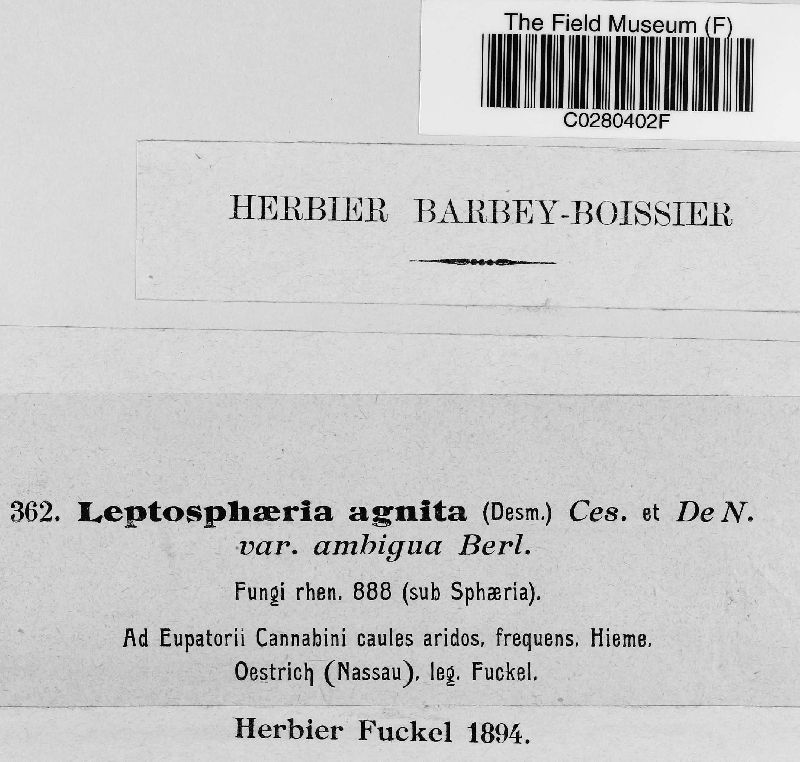 The Field Museum (F)
C0280402F
HERBIER BARBEY-BOISSIER
362. Leptosphæria agnita (Desm.) Ces. et De N.
var. ambigua Berl.
Fungi rhen. 888 (sub Sphæria).
Ad Eupatorii Cannabini caules aridos, frequens, Hieme.
Oestrich (Nassau), leg. Fuckel.
Herbier Fuckel 1894.